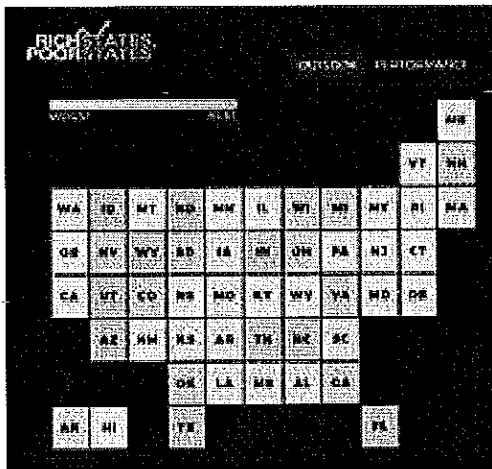 RICH STATES,
POOR STATES
OUTLOOK PERFORMANCE
WORST BEST
ME
VT NH
WA ID MT ND MN IL WI MI NY RI MA
OR NV WY SD IA IN OH PA NJ CT
CA UT CO NE MO KY WV VA MD DE
AZ NM KS AR TN NC SC
OK LA MS AL GA
AK HI TX FL